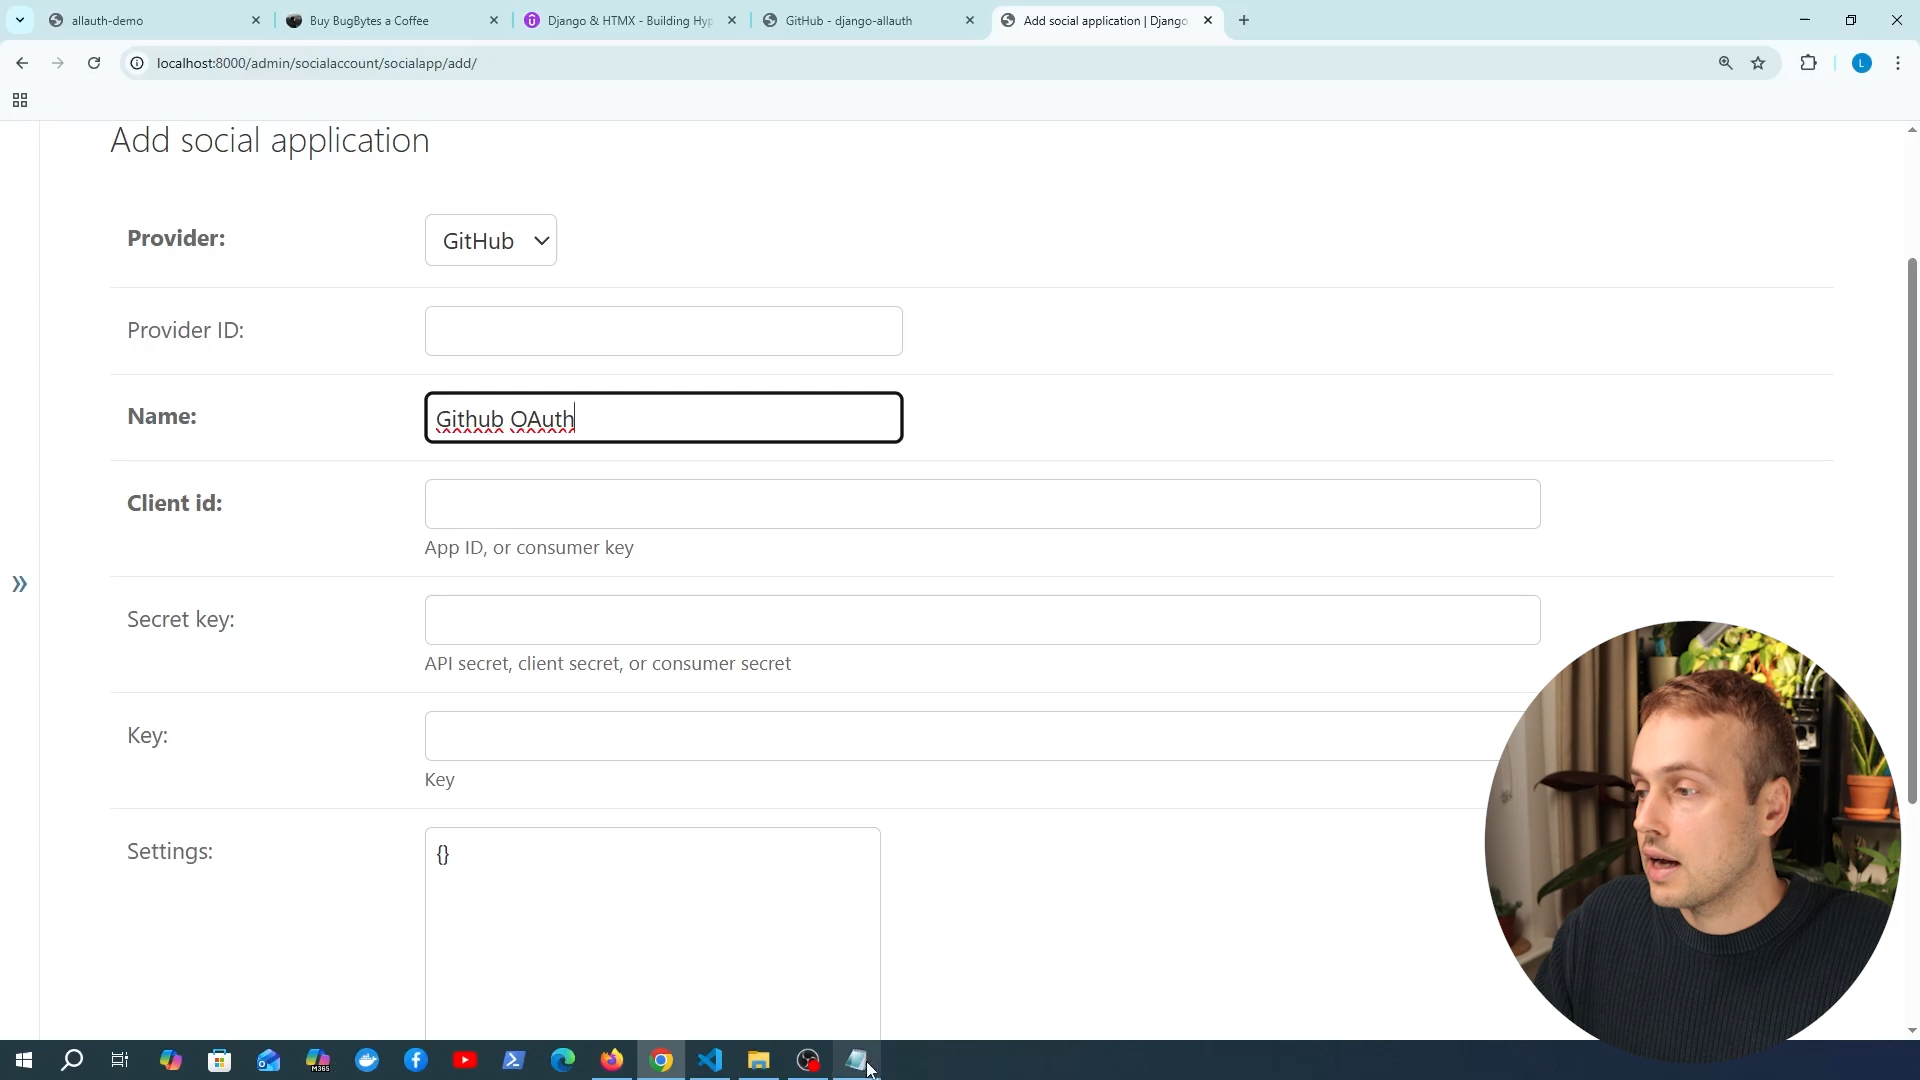 allauth-demo
Buy BugBytes a Coffee
Django & HTMX - Building Hyp
GitHub - django-allauth
Add social application | Django
localhost:8000/admin/socialaccount/socialapp/add/
L
Add social application
Provider:
GitHub
Provider ID:
Name:
Github OAuth
Client id:
App ID, or consumer key
Secret key:
API secret, client secret, or consumer secret
Key:
Key
Settings:
{}
M365